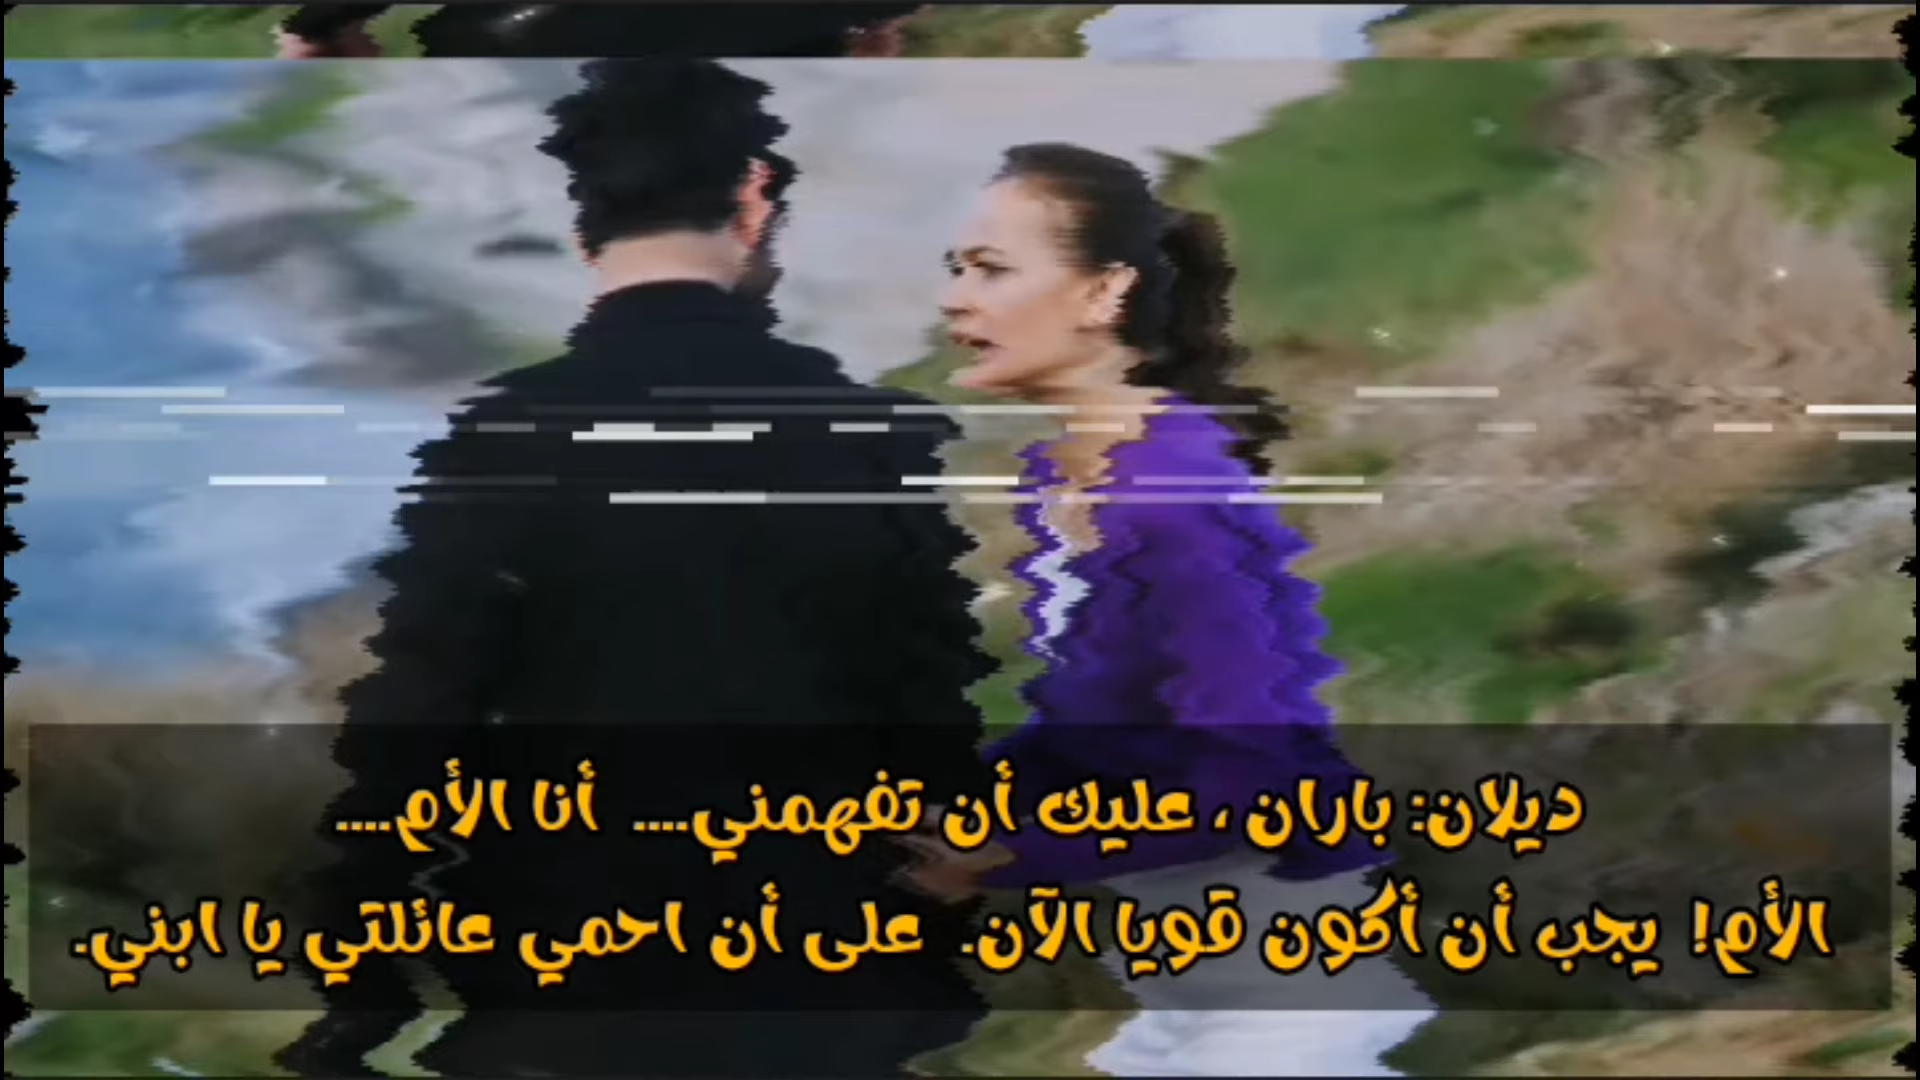 ديلان: باران ، عليك أن تفهمني.... أنا الأم....
الأم! يجب أن أكون قويا الآن. على أن احمي عائلتي يا ابني.